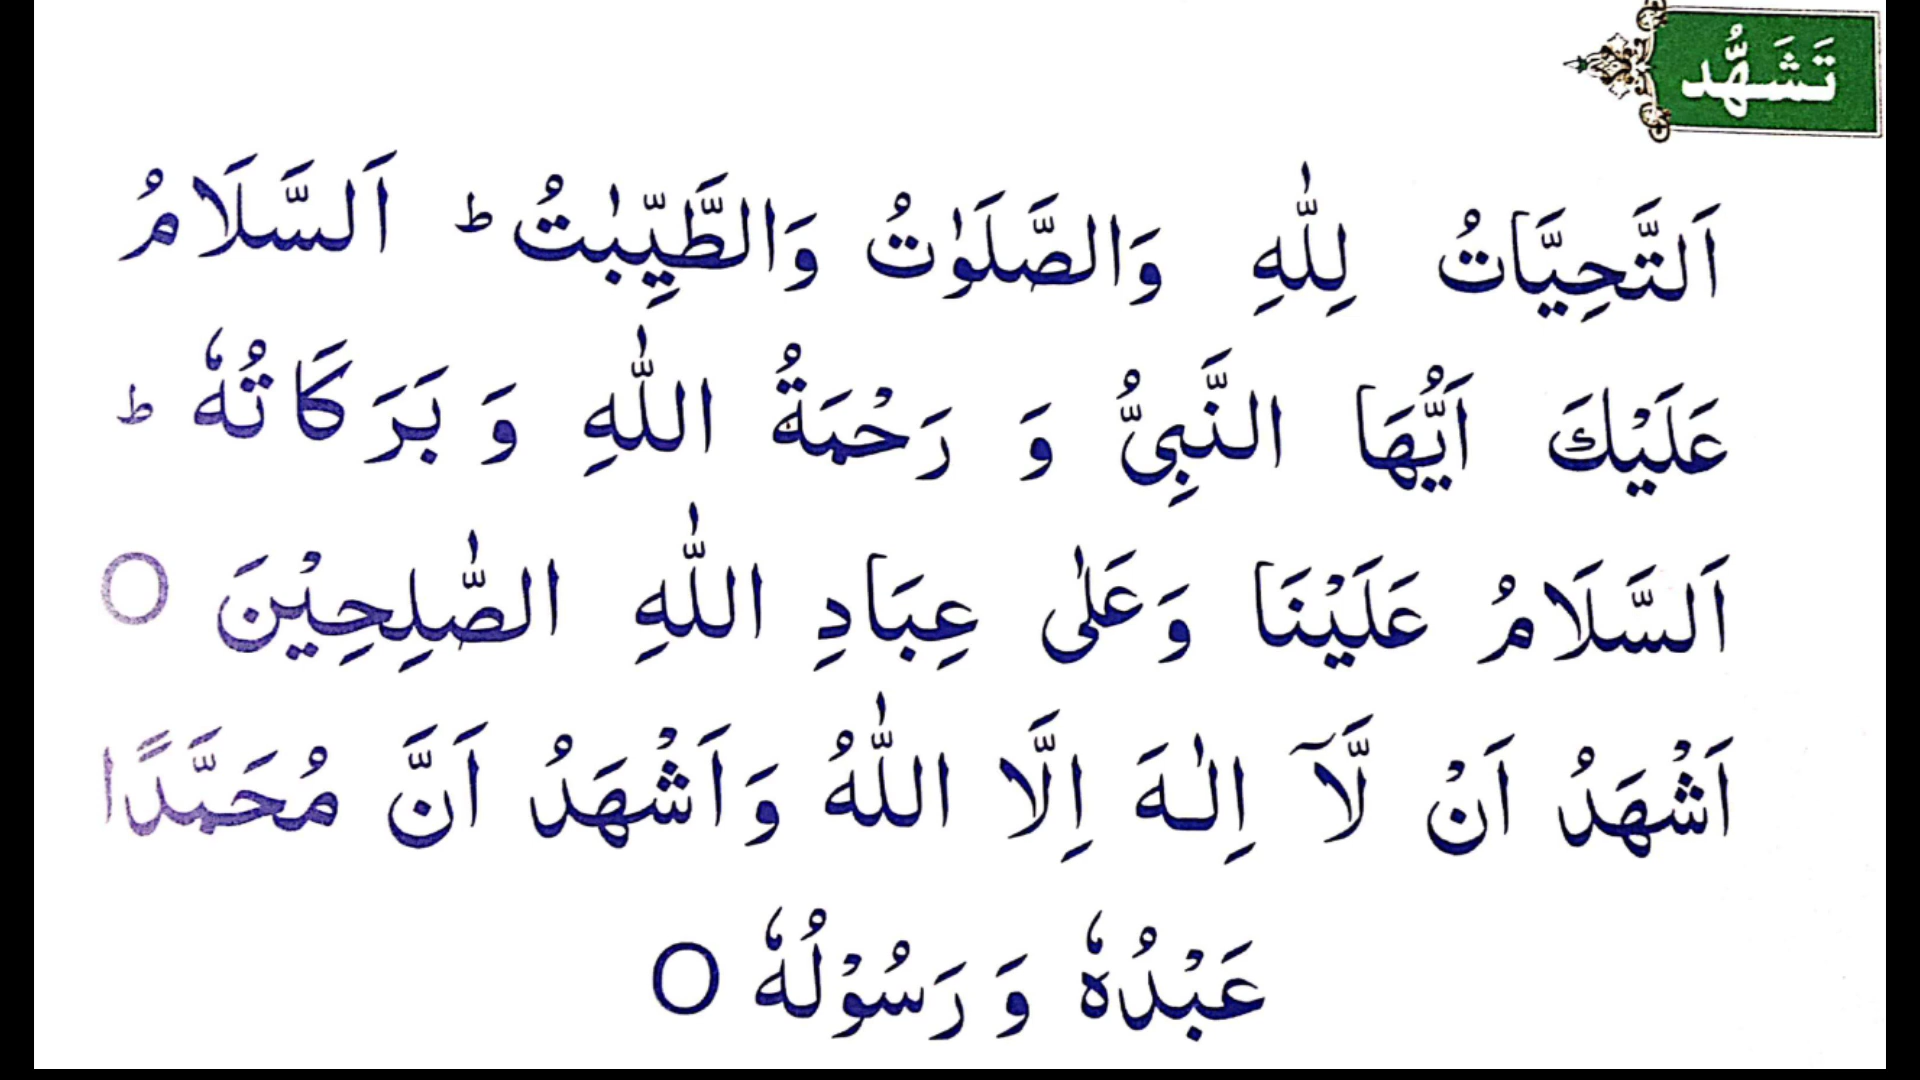 تَشَهُّد
اَلتَّحِيَّاتُ لِلّٰهِ وَالصَّلَوٰتُ وَالطَّيِّبٰتُ ؕ اَلسَّلَامُ
عَلَيْكَ اَيُّهَا النَّبِىُّ وَ رَحْمَةُ اللّٰهِ وَ بَرَكَاتُهٗ ؕ
اَلسَّلَامُ عَلَيْنَا وَعَلٰى عِبَادِ اللّٰهِ الصّٰلِحِيْنَ ○
اَشْهَدُ اَنْ لَّآ اِلٰهَ اِلَّا اللّٰهُ وَاَشْهَدُ اَنَّ مُحَمَّدًا
عَبْدُهٗ وَ رَسُوْلُهٗ ○